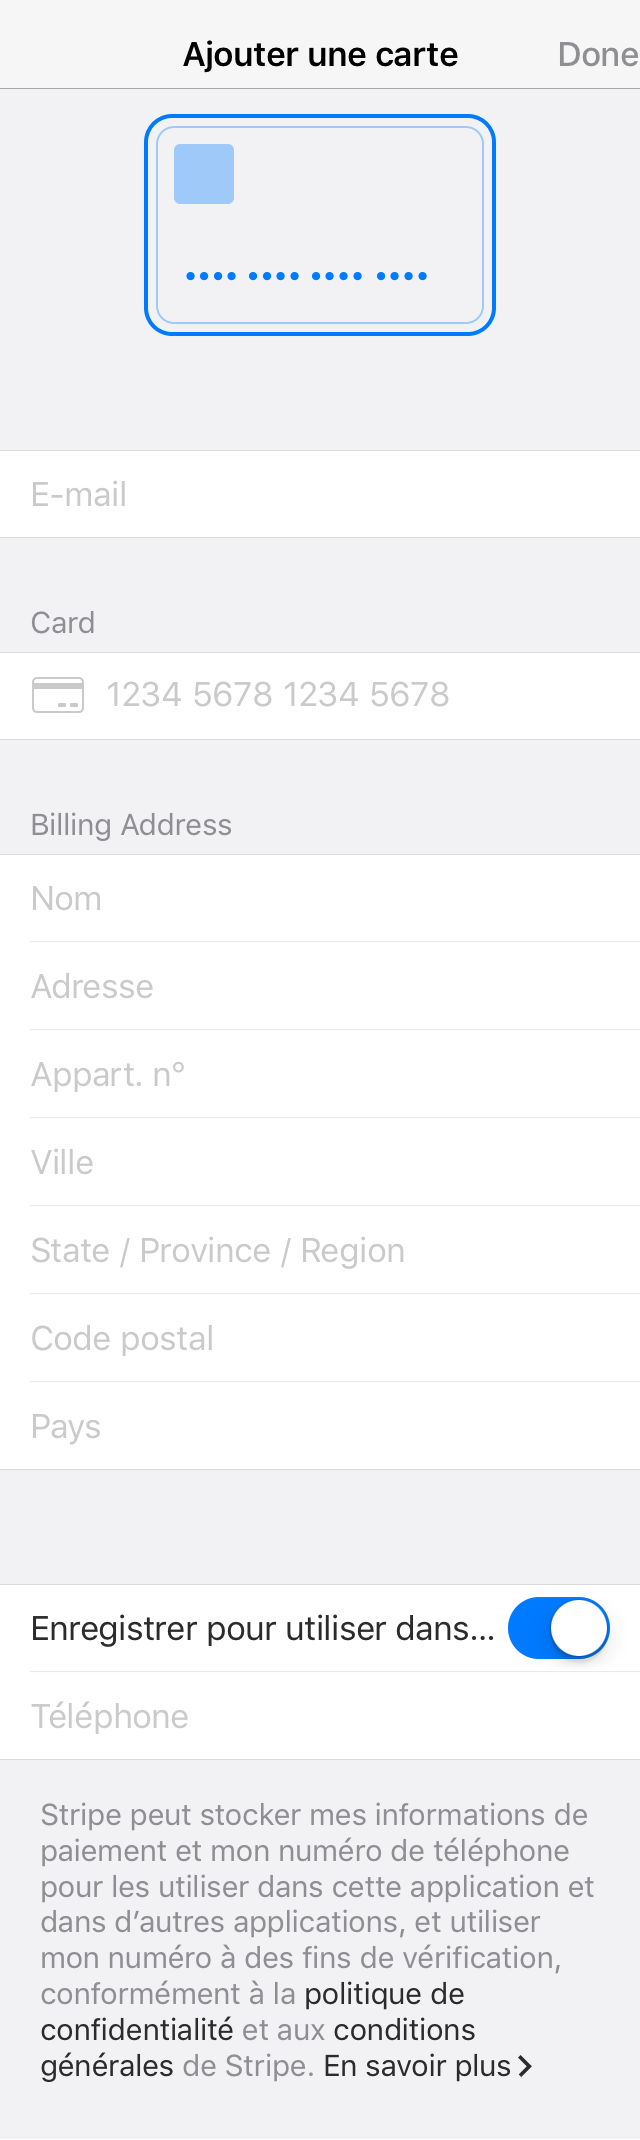 Ajouter une carte
Done
•••• •••• •••• ••••
E-mail
Card
1234 5678 1234 5678
Billing Address
Nom
Adresse
Appart. n°
Ville
State / Province / Region
Code postal
Pays
Enregistrer pour utiliser dans...
Téléphone
Stripe peut stocker mes informations de
paiement et mon numéro de téléphone
pour les utiliser dans cette application et
dans d’autres applications, et utiliser
mon numéro à des fins de vérification,
conformément à la politique de
confidentialité et aux conditions
générales de Stripe. En savoir plus